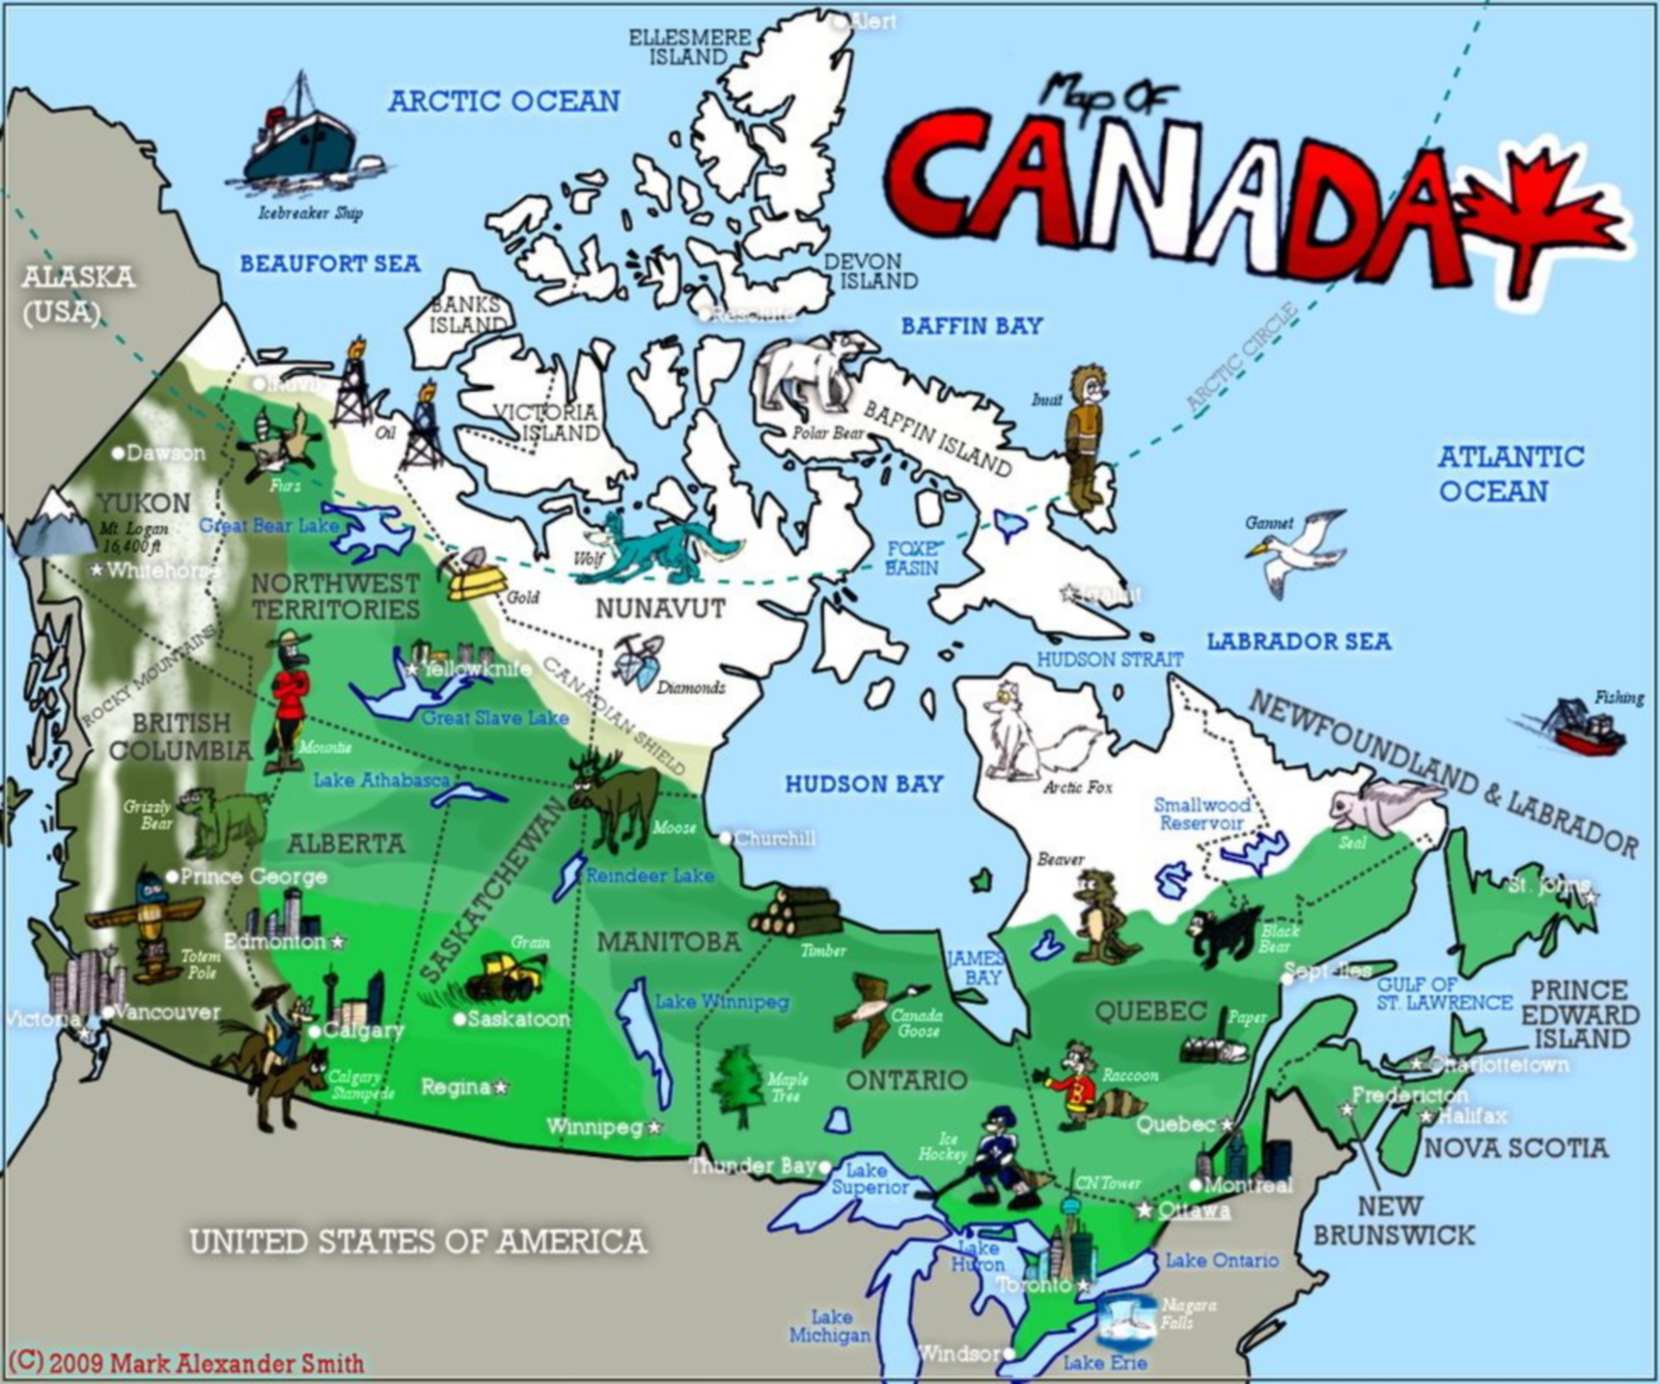 Alert
ELLESMERE
ISLAND
ARCTIC OCEAN
Map OF
CANADA
Icebreaker Ship
BEAUFORT SEA
ALASKA
(USA)
DEVON
ISLAND
BANKS
ISLAND
Resolute
BAFFIN BAY
ARCTIC CIRCLE
Inuvik
Inuit
VICTORIA
ISLAND
Oil
Polar Bear
BAFFIN ISLAND
Dawson
Furs
ATLANTIC
OCEAN
YUKON
Mt. Logan
16,400 ft
Great Bear Lake
Gannet
Wolf
FOXE
BASIN
Whitehorse
NORTHWEST
TERRITORIES
Gold
NUNAVUT
Iqaluit
LABRADOR SEA
HUDSON STRAIT
ROCKY MOUNTAINS
Yellowknife
CANADIAN SHIELD
Diamonds
Great Slave Lake
NEWFOUNDLAND & LABRADOR
Fishing
BRITISH
COLUMBIA
Mountie
Lake Athabasca
HUDSON BAY
Arctic Fox
Smallwood
Reservoir
Grizzly
Bear
Moose
Churchill
Seal
ALBERTA
SASKATCHEWAN
Beaver
Prince George
Reindeer Lake
St. Johns
Edmonton
Grain
MANITOBA
Timber
Black
Bear
Totem
Pole
JAMES
BAY
Sept-Iles
GULF OF
ST. LAWRENCE
PRINCE
EDWARD
ISLAND
Lake Winnipeg
Victoria
Vancouver
Calgary
Saskatoon
Canada
Goose
QUEBEC
Paper
Calgary
Stampede
Regina
Maple
Tree
ONTARIO
Raccoon
Charlottetown
Fredericton
Halifax
Winnipeg
Quebec
NOVA SCOTIA
Ice
Hockey
Thunder Bay
Lake
Superior
CN Tower
Montreal
Ottawa
NEW
BRUNSWICK
UNITED STATES OF AMERICA
Lake
Huron
Lake Ontario
Toronto
Niagara
Falls
Lake
Michigan
Windsor
Lake Erie
(C) 2009 Mark Alexander Smith